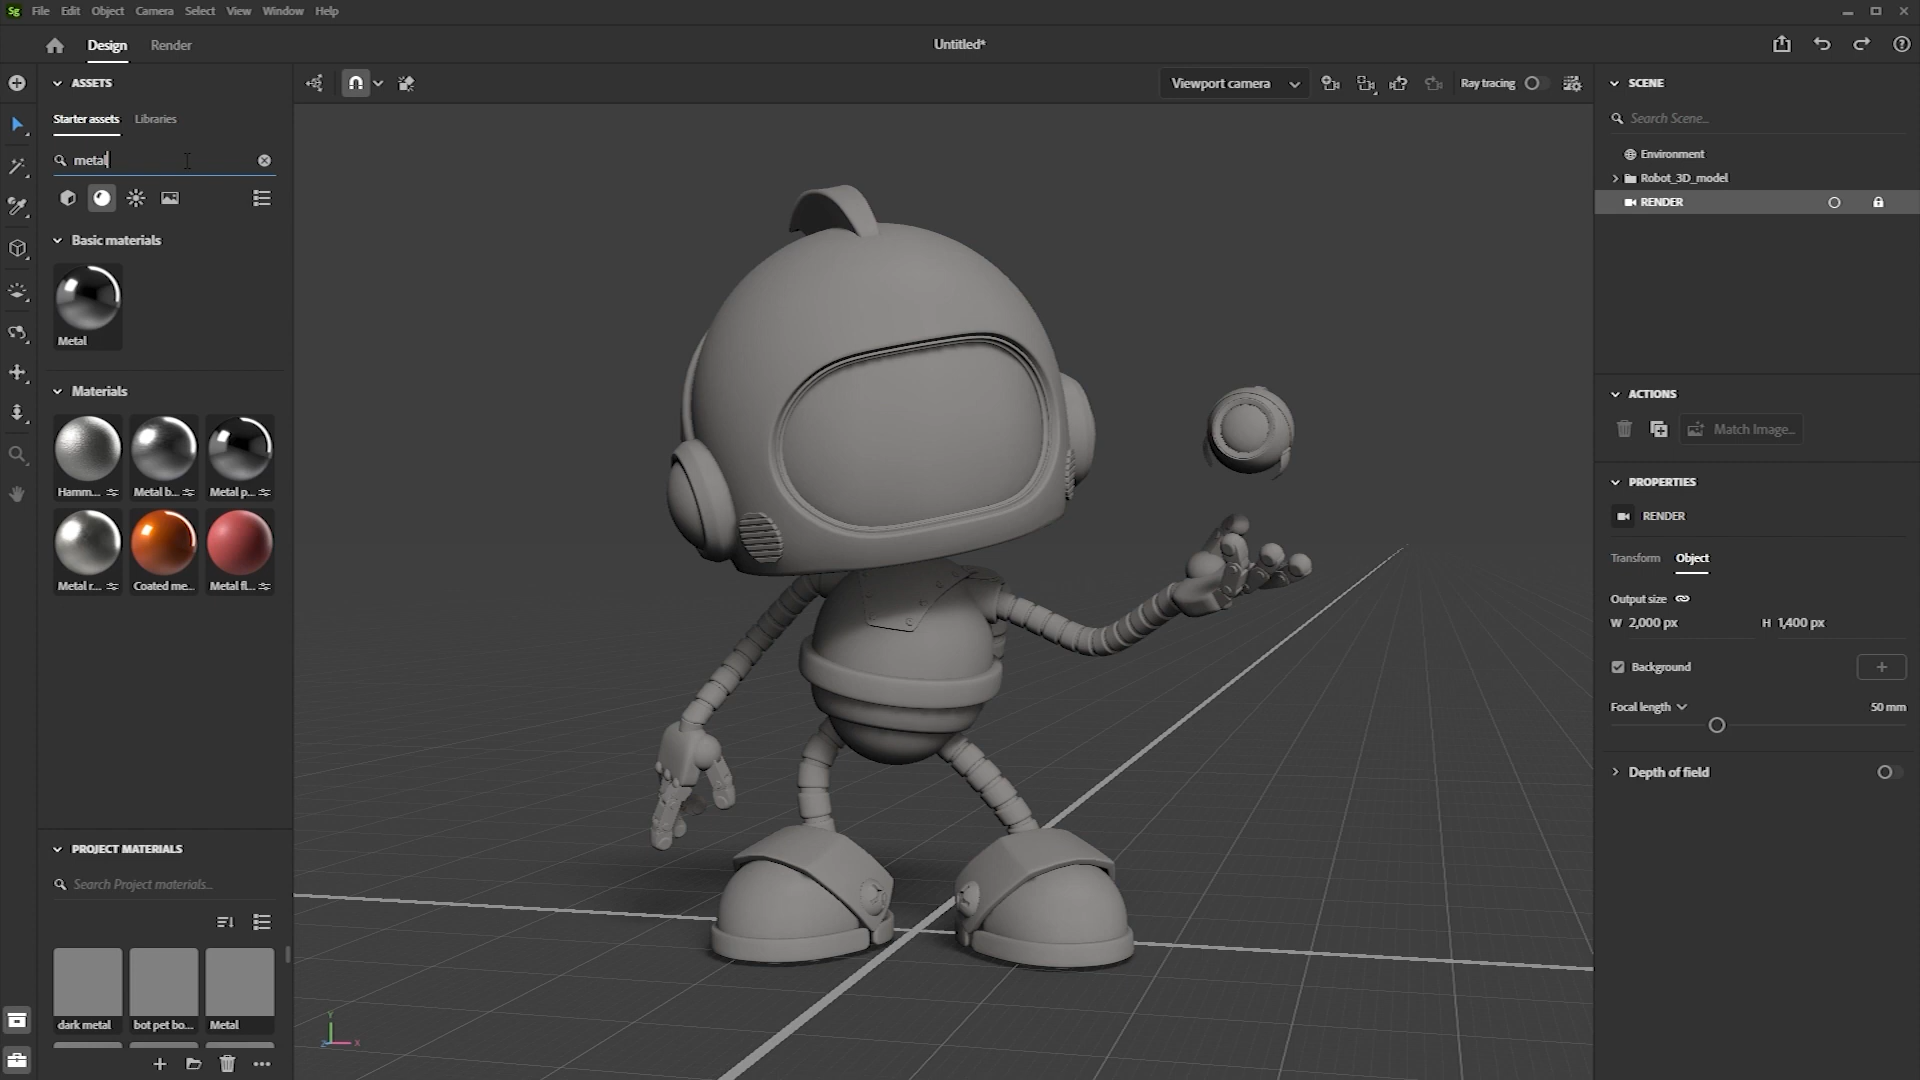 Sg File Edit Object Camera Select View Window Help
Design Render Untitled*
ASSETS
Starter assets Libraries
metal
Basic materials
Metal
Materials
Hamm... Metal b... Metal p...
Metal r... Coated me... Metal fl...
PROJECT MATERIALS
Search Project materials...
dark metal bot pet bo... Metal
Viewport camera Ray tracing
Y
Z X
SCENE
Search Scene...
Environment
Robot_3D_model
RENDER
ACTIONS
Match Image...
PROPERTIES
RENDER
Transform Object
Output size
W 2,000 px H 1,400 px
Background
Focal length 50 mm
Depth of field